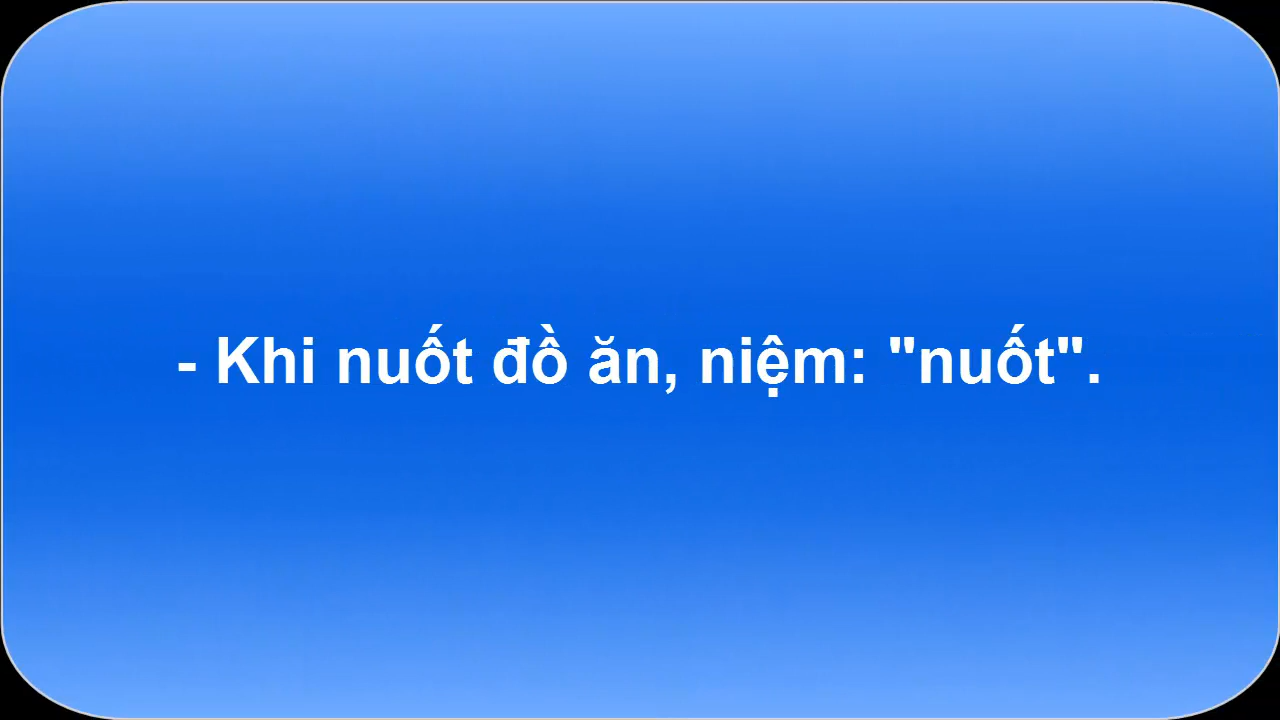 - Khi nuốt đồ ăn, niệm: "nuốt".